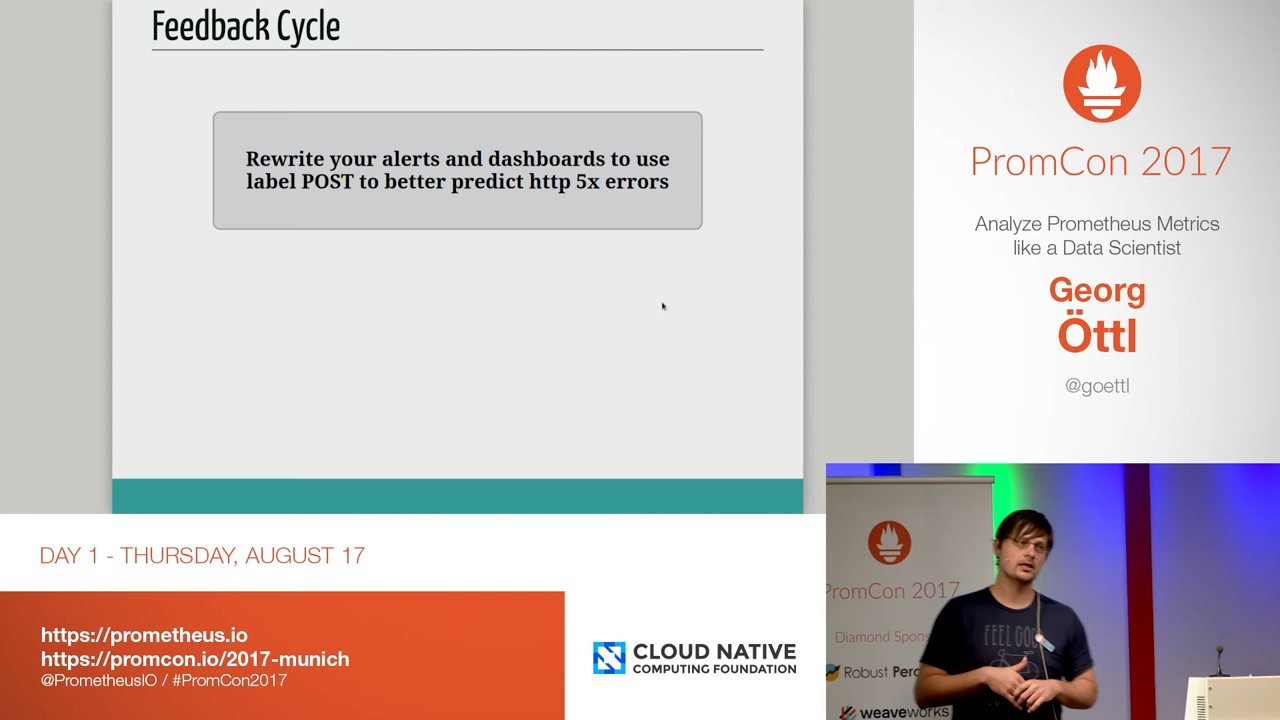 Feedback Cycle
Rewrite your alerts and dashboards to use
label POST to better predict http 5x errors
PromCon 2017
Analyze Prometheus Metrics
like a Data Scientist
Georg
Öttl
@goettl
DAY 1 - THURSDAY, AUGUST 17
https://prometheus.io
https://promcon.io/2017-munich
@PrometheusIO / #PromCon2017
CLOUD NATIVE
COMPUTING FOUNDATION
PromCon 2017
Diamond Spons
Robust Perc
weaveworks
FEEL GOO